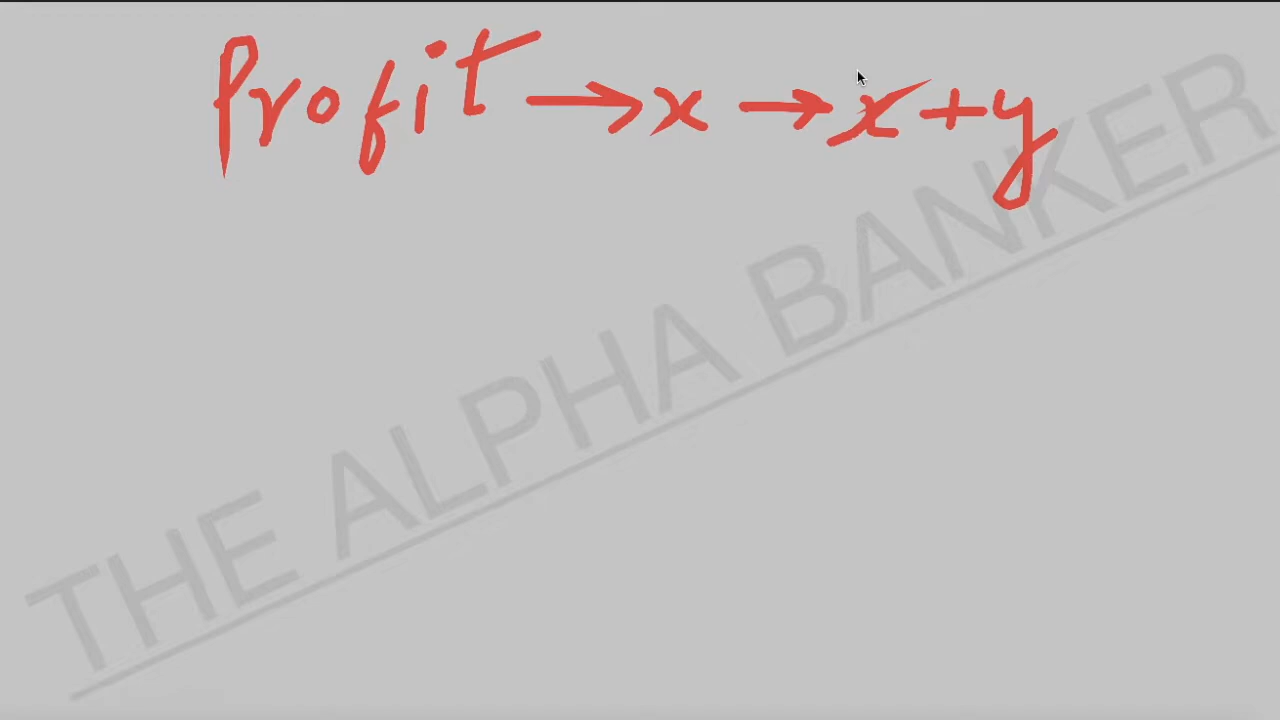 Profit → x → x + y
THE ALPHA BANKER